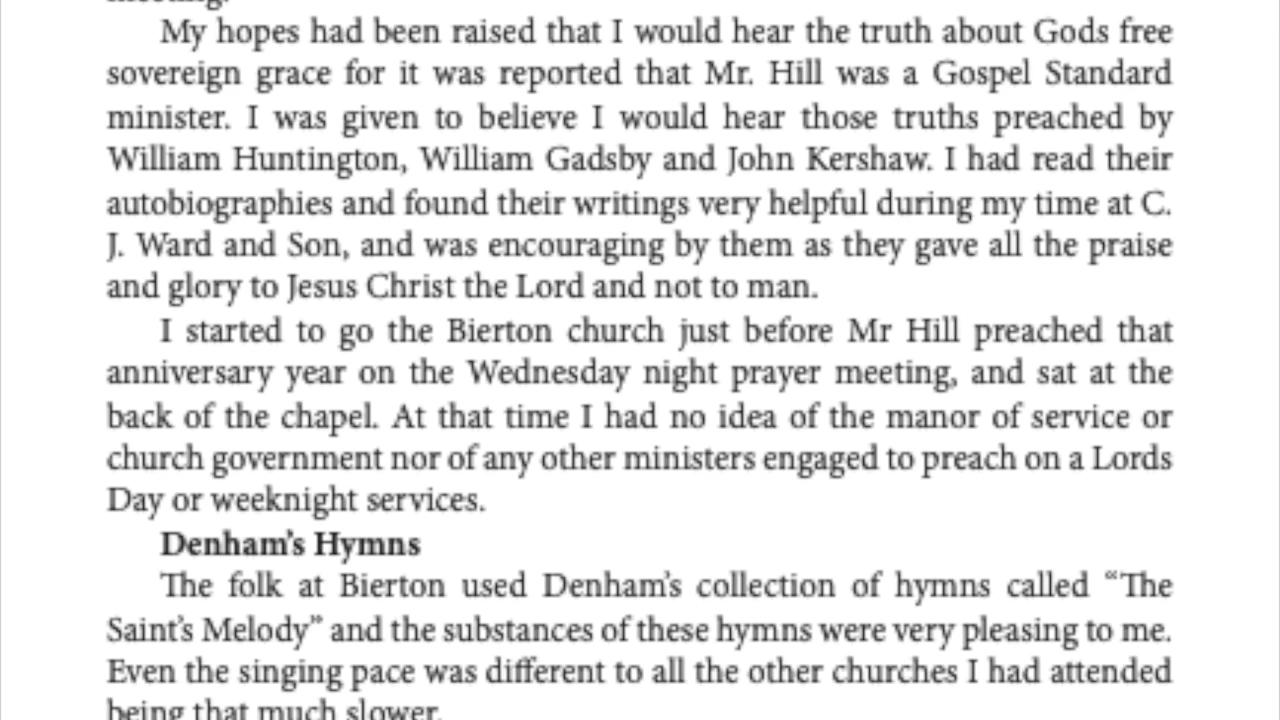 meeting.
My hopes had been raised that I would hear the truth about Gods free
sovereign grace for it was reported that Mr. Hill was a Gospel Standard
minister. I was given to believe I would hear those truths preached by
William Huntington, William Gadsby and John Kershaw. I had read their
autobiographies and found their writings very helpful during my time at C.
J. Ward and Son, and was encouraging by them as they gave all the praise
and glory to Jesus Christ the Lord and not to man.
I started to go the Bierton church just before Mr Hill preached that
anniversary year on the Wednesday night prayer meeting, and sat at the
back of the chapel. At that time I had no idea of the manor of service or
church government nor of any other ministers engaged to preach on a Lords
Day or weeknight services.
Denham’s Hymns
The folk at Bierton used Denham’s collection of hymns called “The
Saint’s Melody” and the substances of these hymns were very pleasing to me.
Even the singing pace was different to all the other churches I had attended
being that much slower.